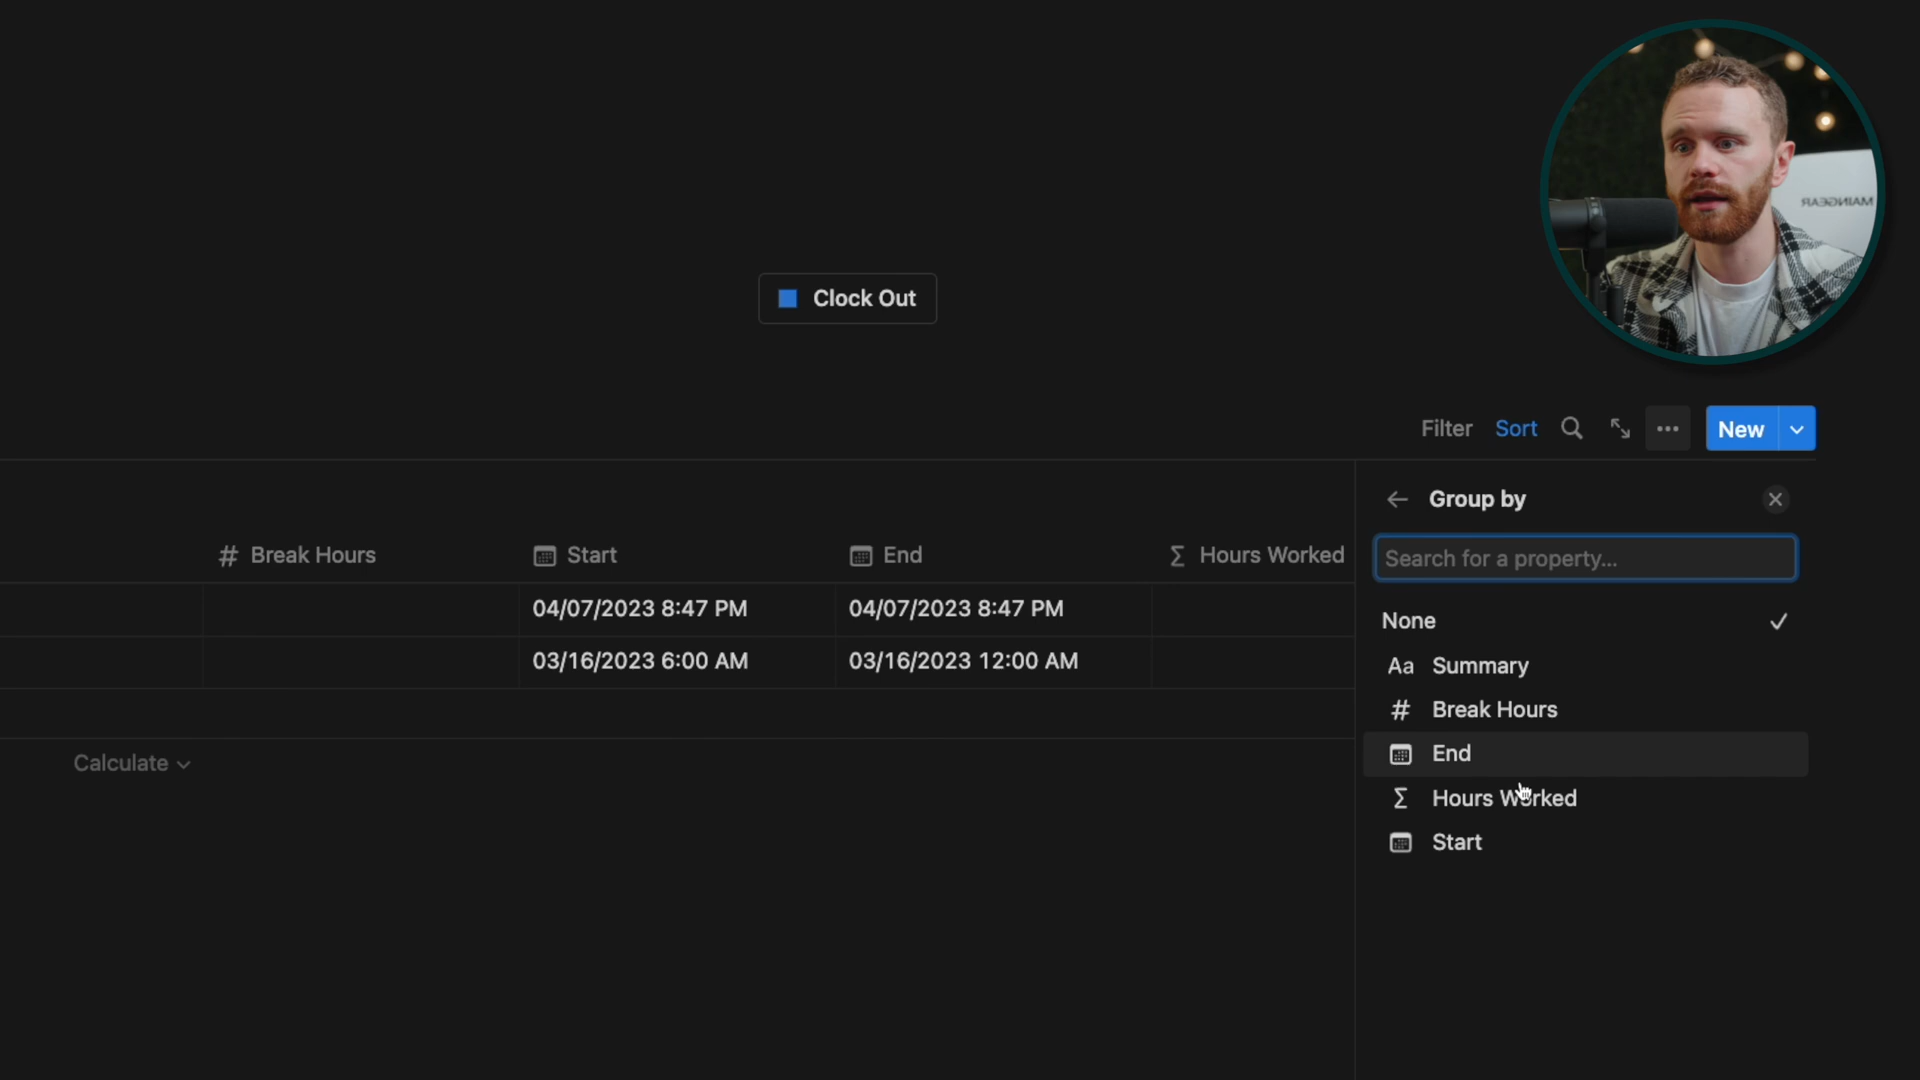 MAINGEAR
Clock Out
Filter Sort New
Group by
Search for a property...
# Break Hours Start End Σ Hours Worked
04/07/2023 8:47 PM 04/07/2023 8:47 PM
03/16/2023 6:00 AM 03/16/2023 12:00 AM
Calculate
None
Aa Summary
# Break Hours
End
Σ Hours Worked
Start